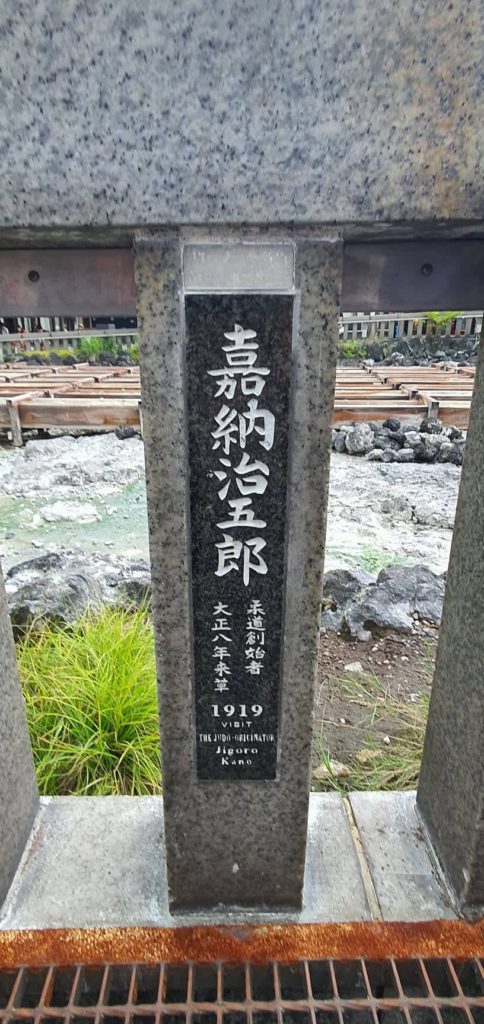 嘉納治五郎
柔道創始者
大正八年来草
1919
VISIT
THE JUDO-ORIGINATOR
Jigoro
Kano